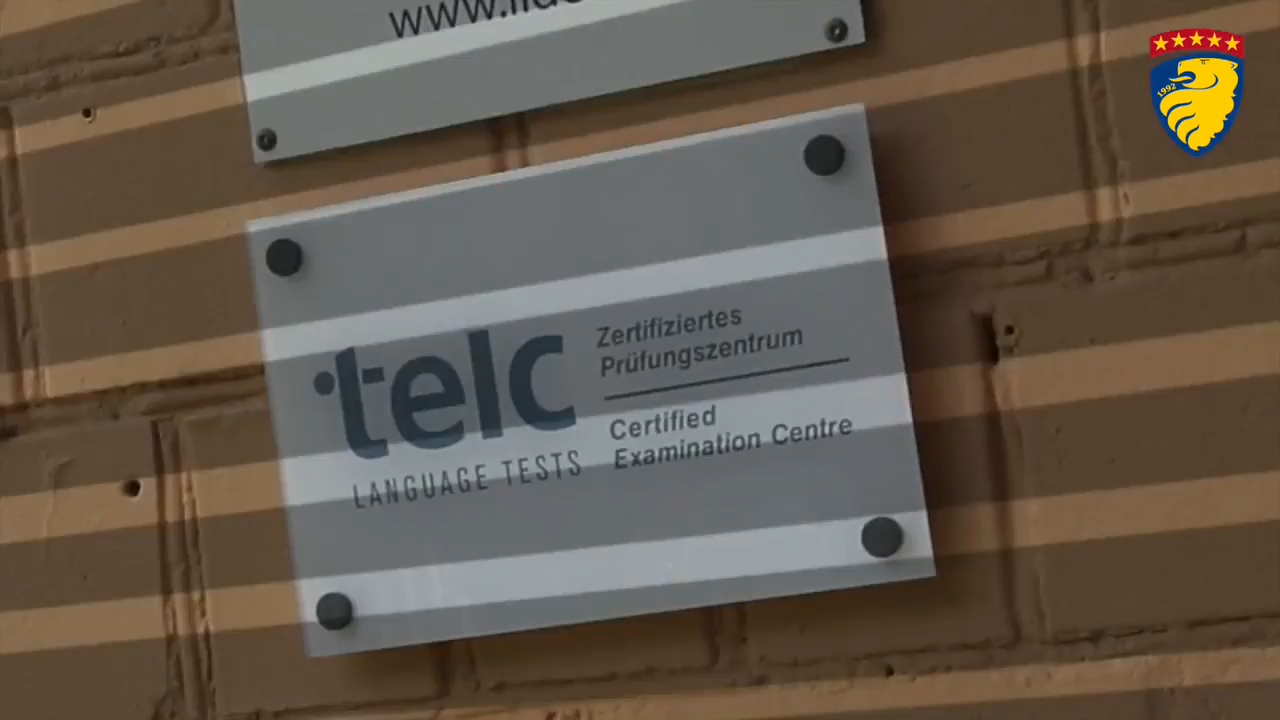 1992
telc
LANGUAGE TESTS
Zertifiziertes
Prüfungszentrum
Certified
Examination Centre